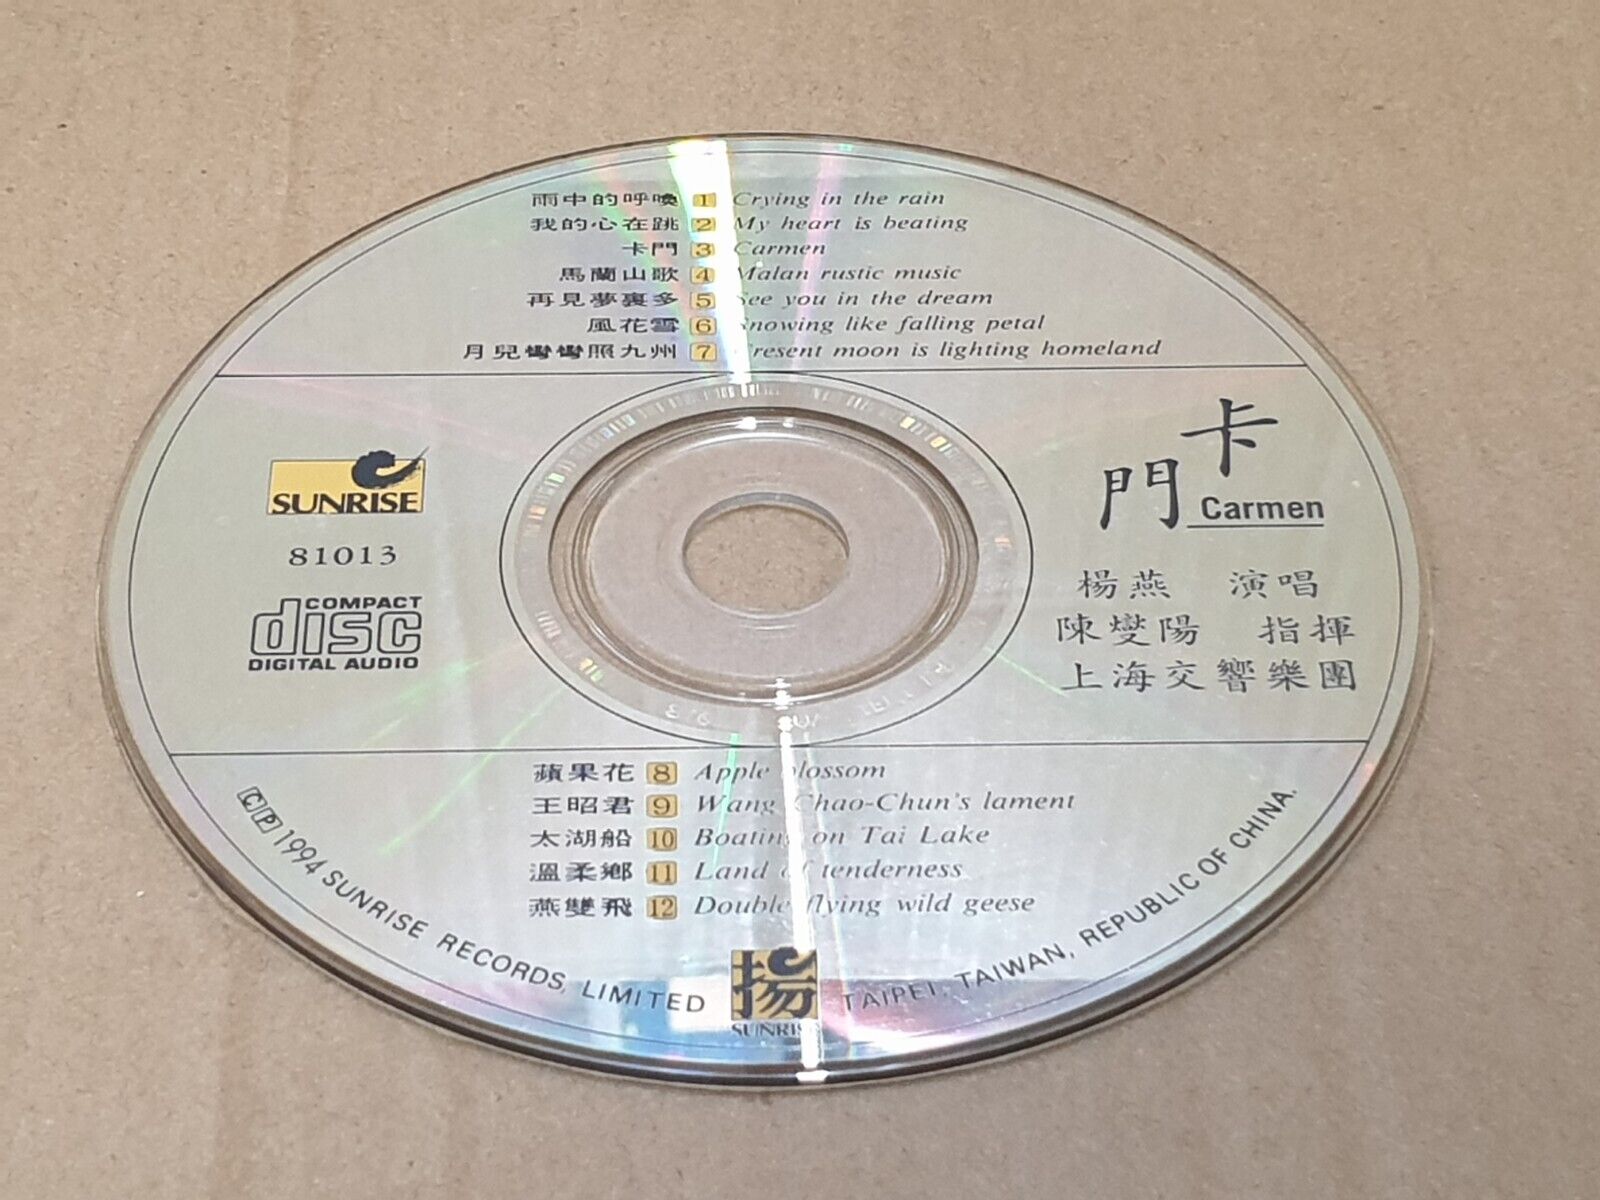 雨中的呼喚 1 Crying in the rain
我的心在跳 2 My heart is beating
卡門 3 Carmen
馬蘭山歌 4 Malan rustic music
再見夢裏多 5 See you in the dream
風花雪 6 Snowing like falling petal
月兒彎彎照九州 7 Cresent moon is lighting homeland
SUNRISE
81013
COMPACT
disc
DIGITAL AUDIO
卡門
Carmen
楊燕 演唱
陳燮陽 指揮
上海交響樂團
蘋果花 8 Apple blossom
王昭君 9 Wang Chao-Chun's lament
太湖船 10 Boating on Tai Lake
溫柔鄉 11 Land of tenderness
燕雙飛 12 Double flying wild geese
C P 1994 SUNRISE RECORDS, LIMITED
揚
SUNRISE
TAIPEI, TAIWAN, REPUBLIC OF CHINA.